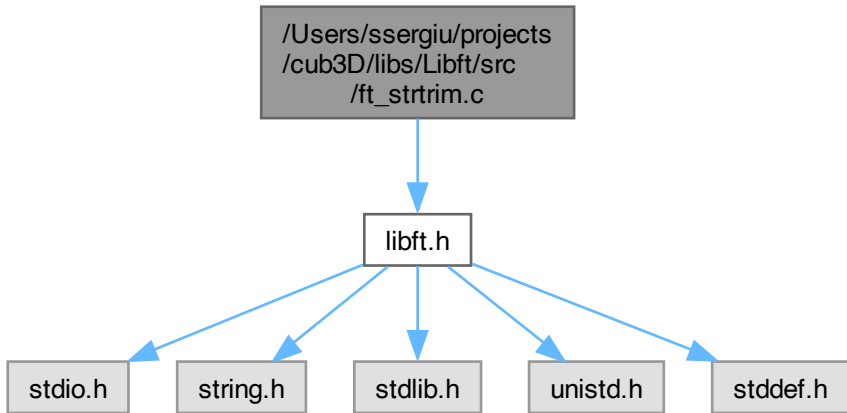 /Users/ssergiu/projects
/cub3D/libs/Libft/src
/ft_strtrim.c
libft.h
stdio.h
string.h
stdlib.h
unistd.h
stddef.h